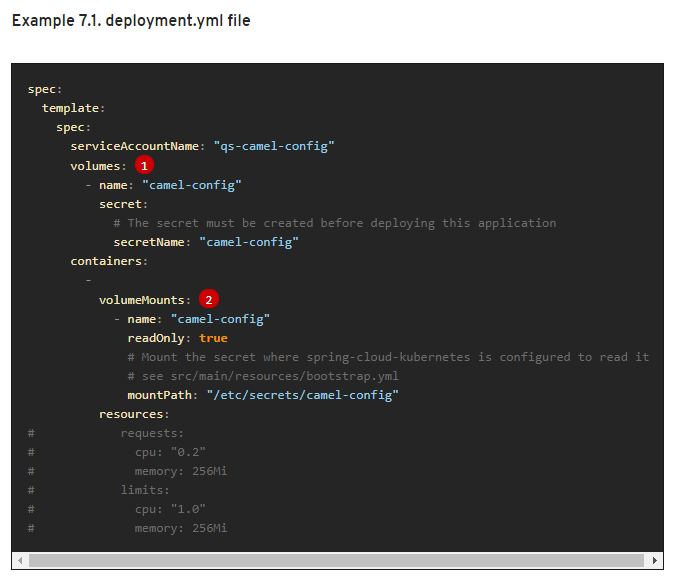 Example 7.1. deployment.yml file
spec:
  template:
    spec:
      serviceAccountName: "qs-camel-config"
      volumes: 1
        - name: "camel-config"
          secret:
            # The secret must be created before deploying this application
            secretName: "camel-config"
      containers:
        -
          volumeMounts: 2
            - name: "camel-config"
              readOnly: true
              # Mount the secret where spring-cloud-kubernetes is configured to read it
              # see src/main/resources/bootstrap.yml
              mountPath: "/etc/secrets/camel-config"
          resources:
#            requests:
#              cpu: "0.2"
#              memory: 256Mi
#            limits:
#              cpu: "1.0"
#              memory: 256Mi